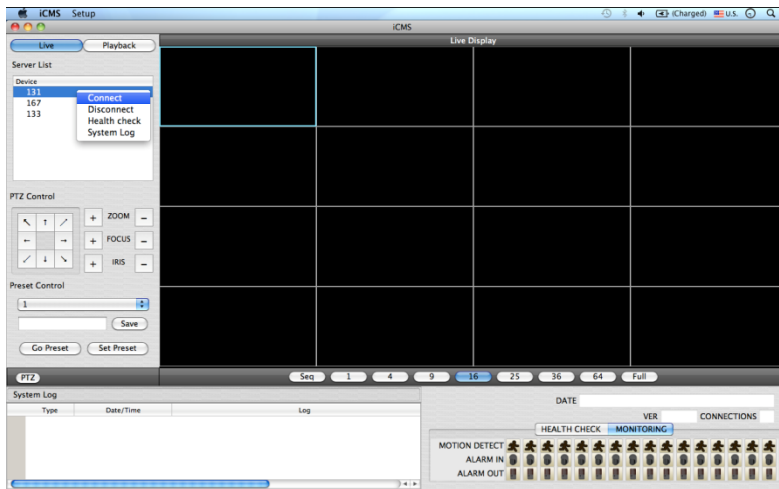 iCMS Setup (Charged) U.S.
iCMS
Live Playback
Live Display
Server List
Device
131
167
133
Connect
Disconnect
Health check
System Log
PTZ Control
+ ZOOM −
+ FOCUS −
+ IRIS −
Preset Control
1
Save
Go Preset Set Preset
PTZ
Seq 1 4 9 16 25 36 64 Full
System Log
Type Date/Time Log
DATE
VER CONNECTIONS
HEALTH CHECK MONITORING
MOTION DETECT
ALARM IN
ALARM OUT